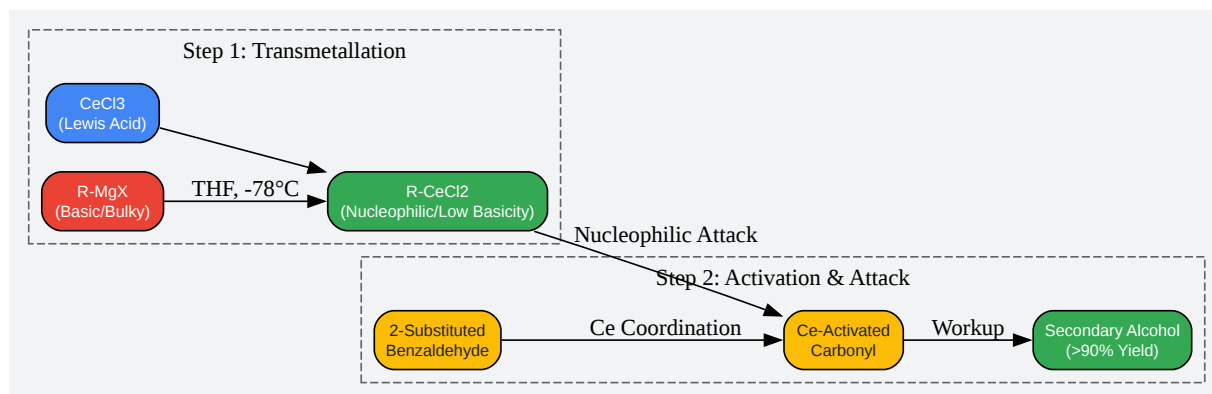 Step 1: Transmetallation
CeCl3
(Lewis Acid)
R-MgX
(Basic/Bulky)
THF, -78°C
R-CeCl2
(Nucleophilic/Low Basicity)
Nucleophilic Attack
Step 2: Activation & Attack
2-Substituted
Benzaldehyde
Ce Coordination
Ce-Activated
Carbonyl
Workup
Secondary Alcohol
(>90% Yield)